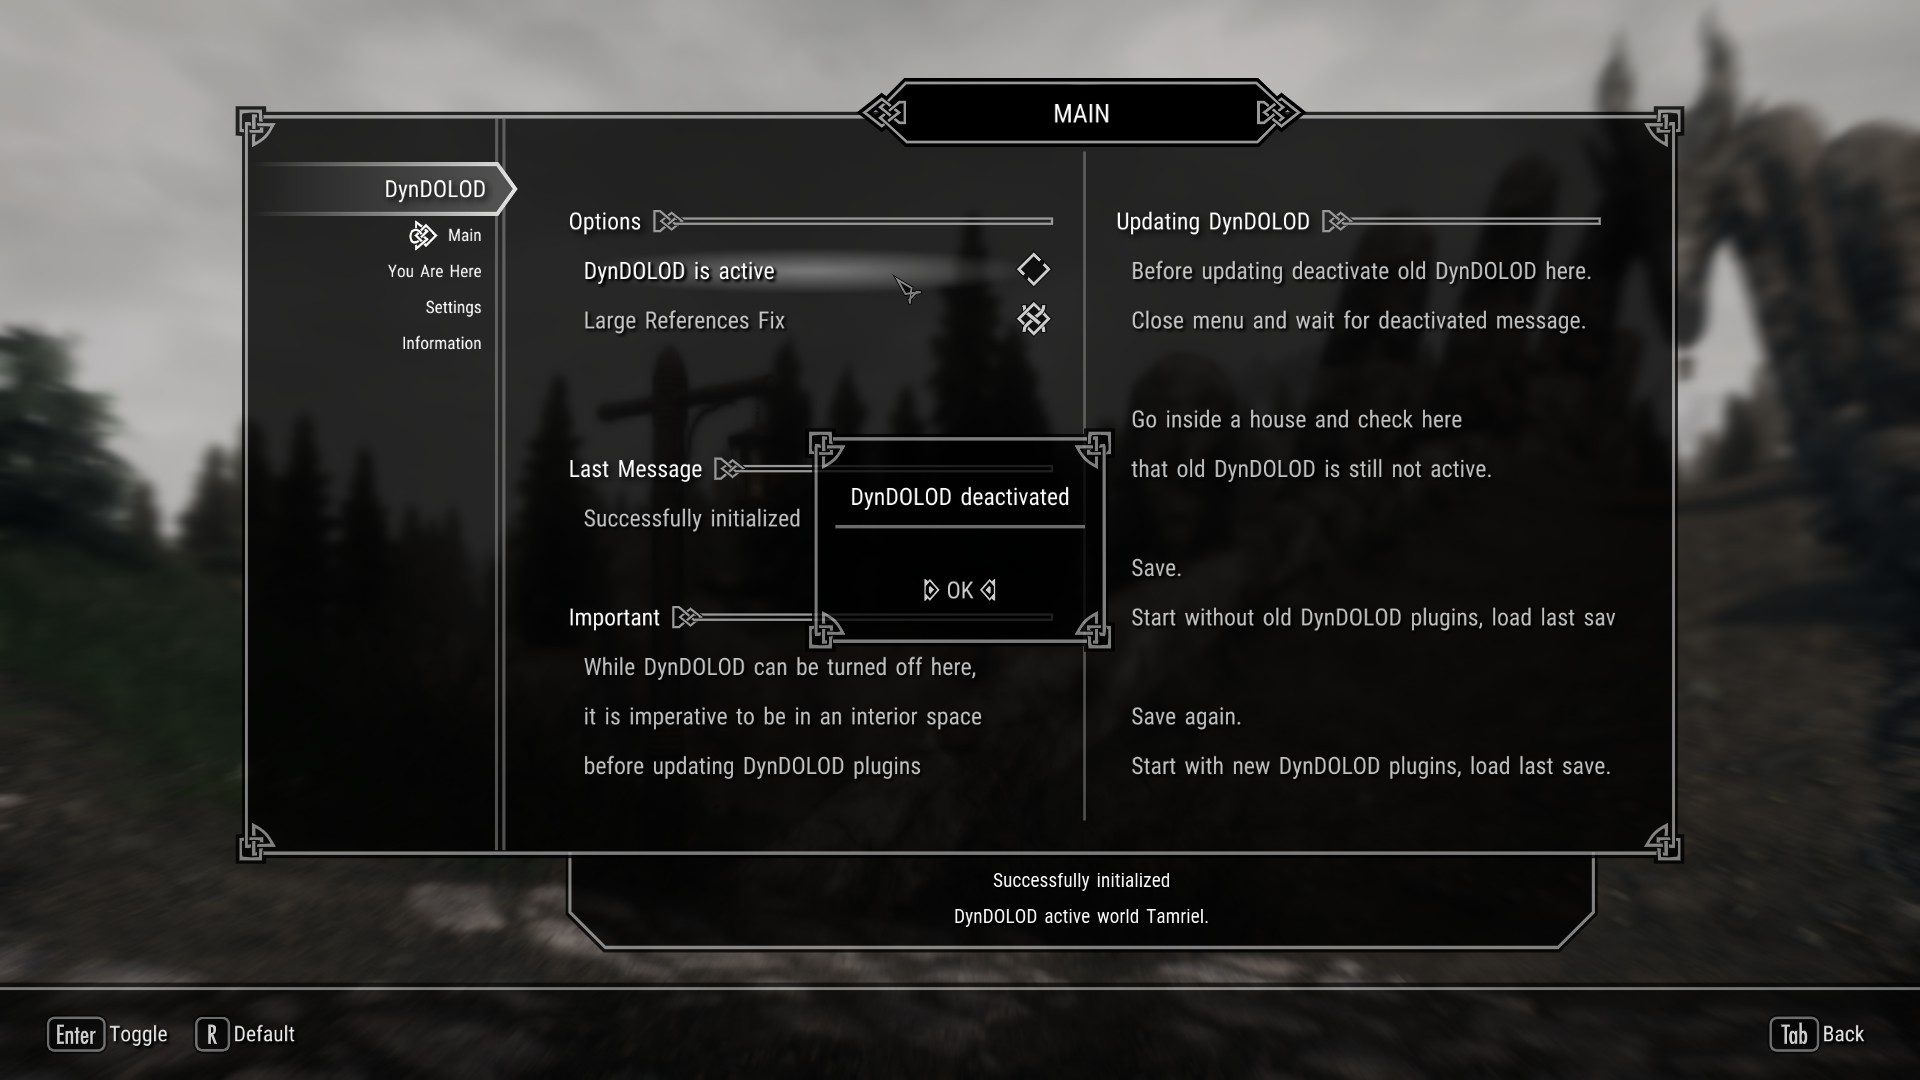 MAIN
DynDOLOD
Main
You Are Here
Settings
Information
Options
DynDOLOD is active
Large References Fix
Last Message
Successfully initialized
Important
While DynDOLOD can be turned off here,
it is imperative to be in an interior space
before updating DynDOLOD plugins
Updating DynDOLOD
Before updating deactivate old DynDOLOD here.
Close menu and wait for deactivated message.
Go inside a house and check here
that old DynDOLOD is still not active.
Save.
Start without old DynDOLOD plugins, load last sav
Save again.
Start with new DynDOLOD plugins, load last save.
DynDOLOD deactivated
OK
Successfully initialized
DynDOLOD active world Tamriel.
Enter Toggle R Default
Tab Back